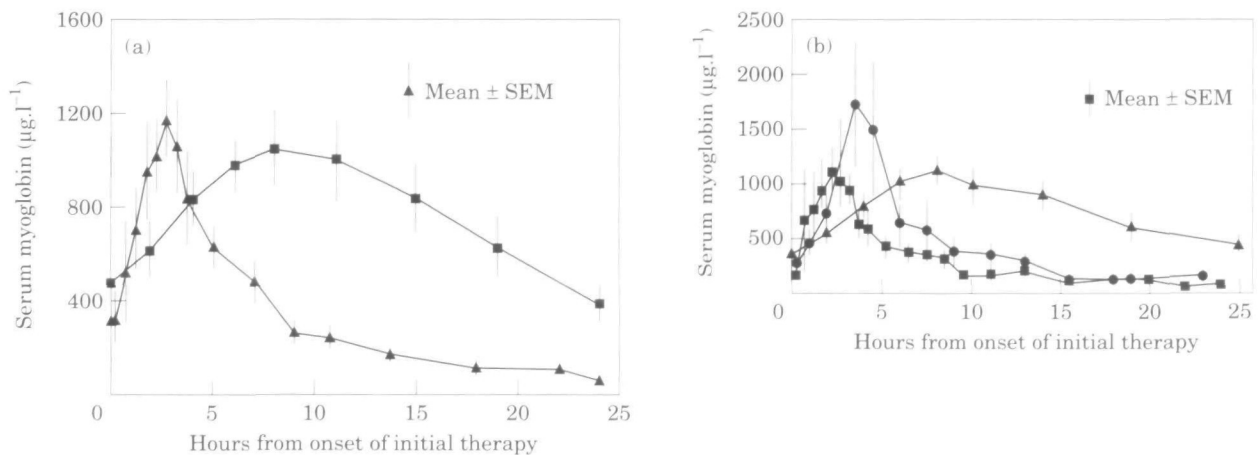 (a)
1600
1200
800
400
0
5
10
15
20
25
Serum myoglobin (µg.l⁻¹)
Mean ± SEM
Hours from onset of initial therapy
(b)
2500
2000
1500
1000
500
0
5
10
15
20
25
Serum myoglobin (µg.l⁻¹)
Mean ± SEM
Hours from onset of initial therapy